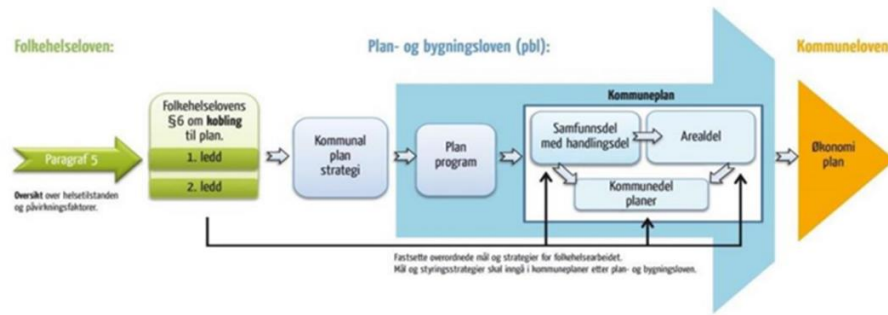 Folkehelseloven:
Plan- og bygningsloven (pbl):
Kommuneloven
Paragraf 5
Oversikt over helsetilstanden
og påvirkningsfaktorer.
Folkehelselovens
§6 om kobling
til plan.
1. ledd
2. ledd
Kommunal
plan
strategi
Plan
program
Kommuneplan
Samfunnsdel
med handlingsdel
Arealdel
Kommunedel
planer
Økonomi
plan
Fastsette overordnede mål og strategier for folkehelsearbeidet.
Mål og styringsstrategier skal inngå i kommuneplaner etter plan- og bygningsloven.